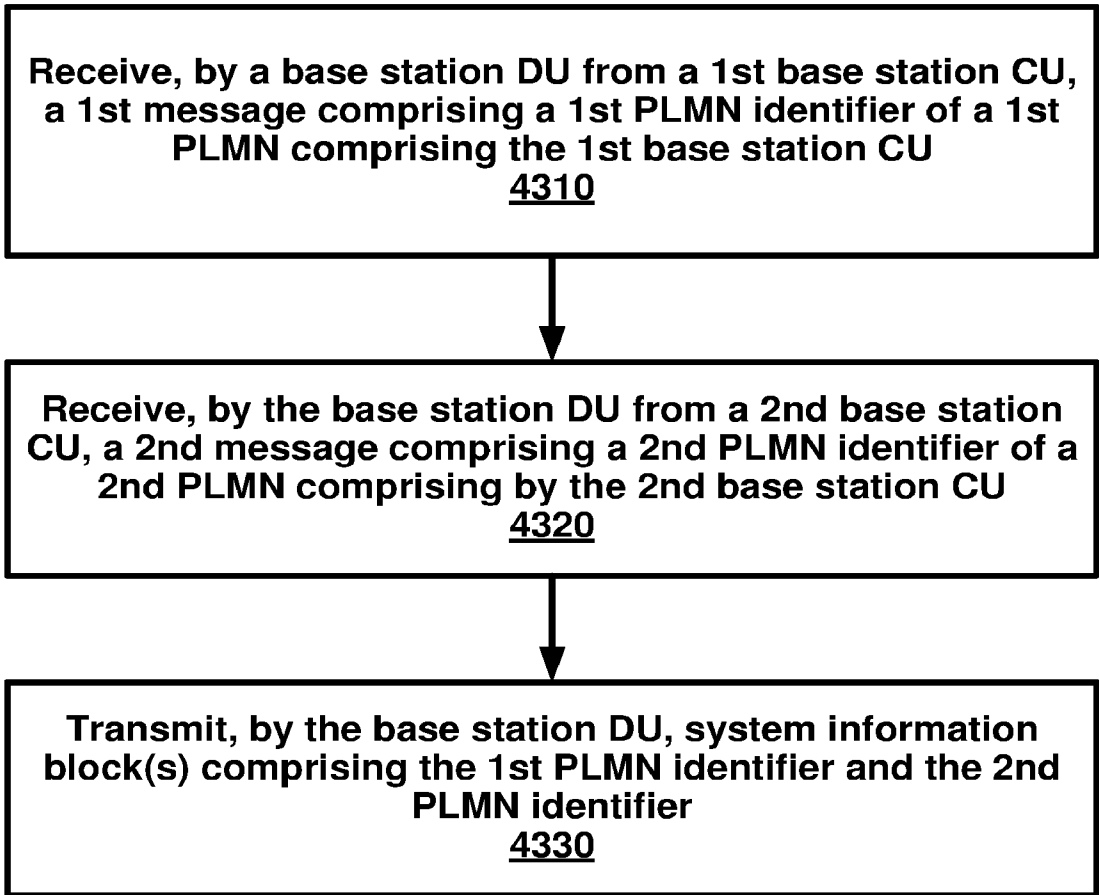 Receive, by a base station DU from a 1st base station CU,
a 1st message comprising a 1st PLMN identifier of a 1st
PLMN comprising the 1st base station CU
4310
Receive, by the base station DU from a 2nd base station
CU, a 2nd message comprising a 2nd PLMN identifier of a
2nd PLMN comprising by the 2nd base station CU
4320
Transmit, by the base station DU, system information
block(s) comprising the 1st PLMN identifier and the 2nd
PLMN identifier
4330